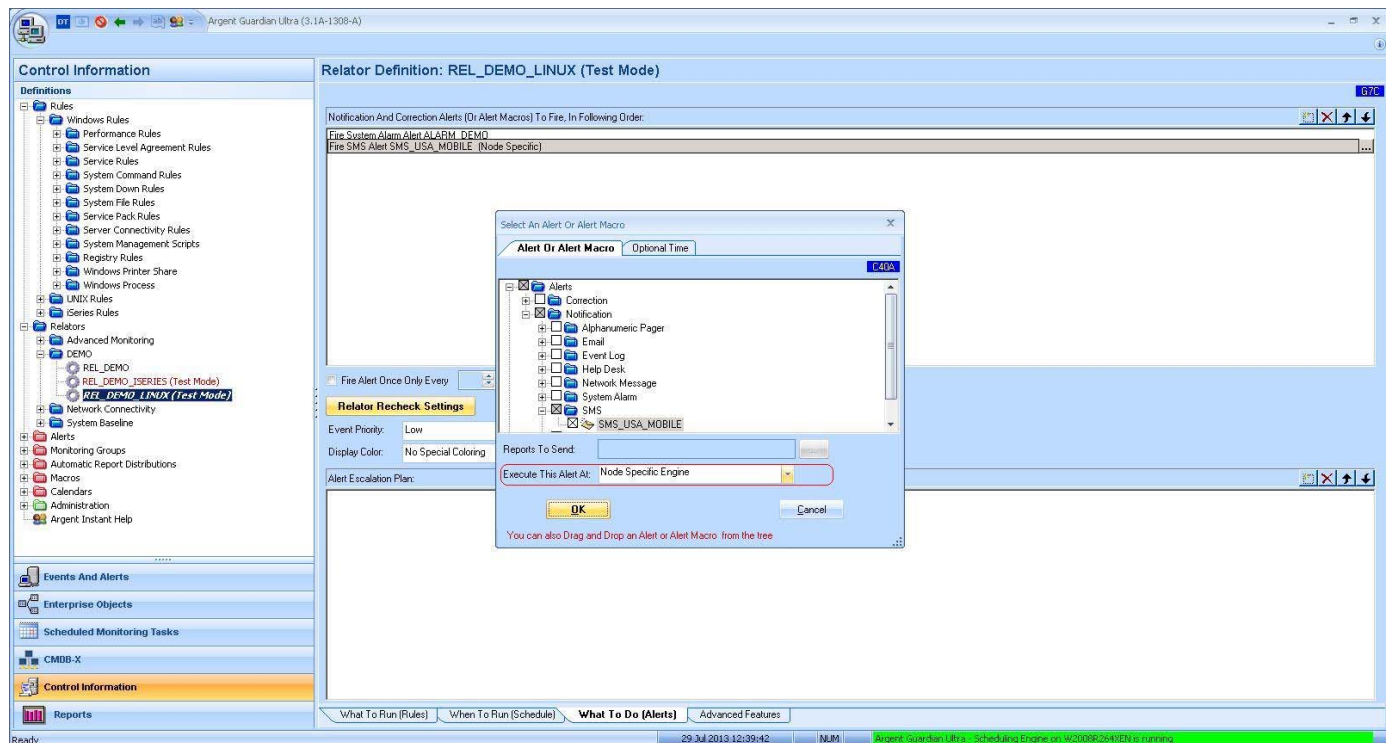 DT
Argent Guardian Ultra (3.1A-1308-A)
Control Information
Definitions
Rules
Windows Rules
Performance Rules
Service Level Agreement Rules
Service Rules
System Command Rules
System Down Rules
System File Rules
Service Pack Rules
Server Connectivity Rules
System Management Scripts
Registry Rules
Windows Printer Share
Windows Process
UNIX Rules
iSeries Rules
Relators
Advanced Monitoring
DEMO
REL_DEMO
REL_DEMO_ISERIES (Test Mode)
REL_DEMO_LINUX (Test Mode)
Network Connectivity
System Baseline
Alerts
Monitoring Groups
Automatic Report Distributions
Macros
Calendars
Administration
Argent Instant Help
Events And Alerts
Enterprise Objects
Scheduled Monitoring Tasks
CMDB-X
Control Information
Reports
Relator Definition: REL_DEMO_LINUX (Test Mode)
G7C
Notification And Correction Alerts (Or Alert Macros) To Fire, In Following Order:
Fire System Alarm Alert ALARM_DEMO
Fire SMS Alert SMS_USA_MOBILE (Node Specific)
...
Fire Alert Once Only Every
Relator Recheck Settings
Event Priority: Low
Display Color: No Special Coloring
Alert Escalation Plan:
Select An Alert Or Alert Macro
Alert Or Alert Macro
Optional Time
C40A
Alerts
Correction
Notification
Alphanumeric Pager
Email
Event Log
Help Desk
Network Message
System Alarm
SMS
SMS_USA_MOBILE
Reports To Send:
Execute This Alert At: Node Specific Engine
OK
Cancel
You can also Drag and Drop an Alert or Alert Macro from the tree
What To Run (Rules)
When To Run (Schedule)
What To Do (Alerts)
Advanced Features
Ready
29 Jul 2013 12:39:42
NUM
Argent Guardian Ultra - Scheduling Engine on W2008R264XEN is running